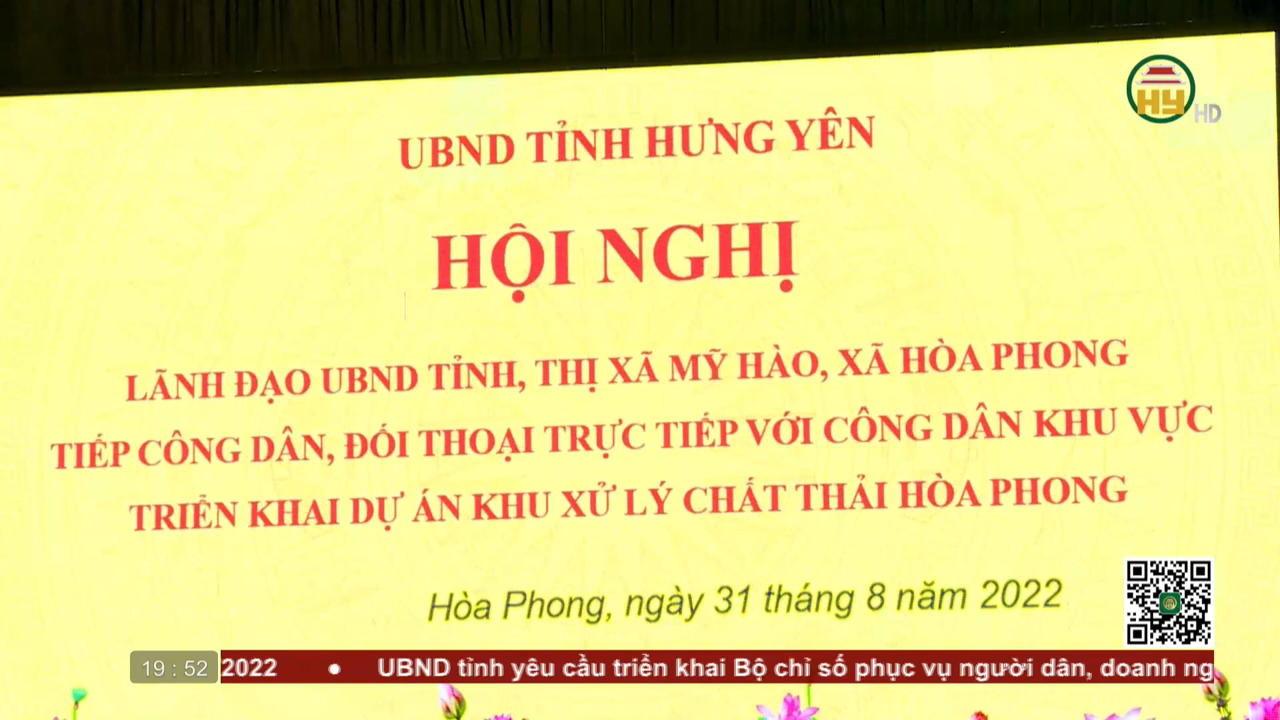 HY HD
UBND TỈNH HƯNG YÊN
HỘI NGHỊ
LÃNH ĐẠO UBND TỈNH, THỊ XÃ MỸ HÀO, XÃ HÒA PHONG
TIẾP CÔNG DÂN, ĐỐI THOẠI TRỰC TIẾP VỚI CÔNG DÂN KHU VỰC
TRIỂN KHAI DỰ ÁN KHU XỬ LÝ CHẤT THẢI HÒA PHONG
Hòa Phong, ngày 31 tháng 8 năm 2022
19 : 52 2022 ● UBND tỉnh yêu cầu triển khai Bộ chỉ số phục vụ người dân, doanh ng